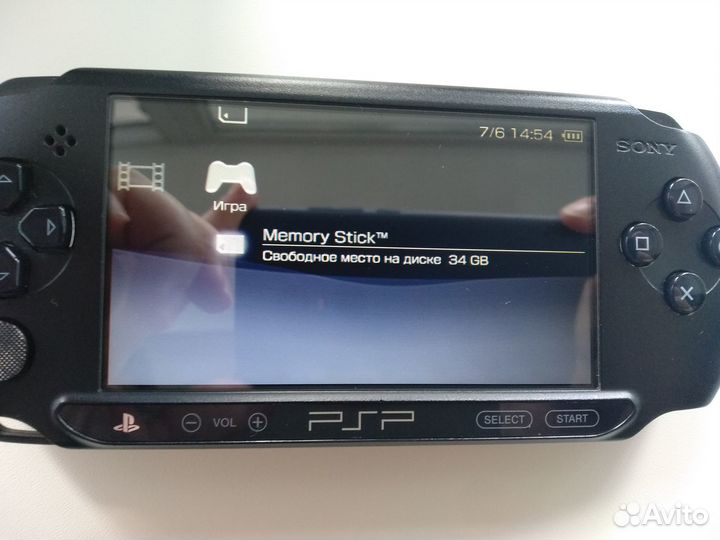 7/6 14:54
SONY
Игра
Memory Stick™
Свободное место на диске 34 GB
VOL
PSP
SELECT
START
Avito